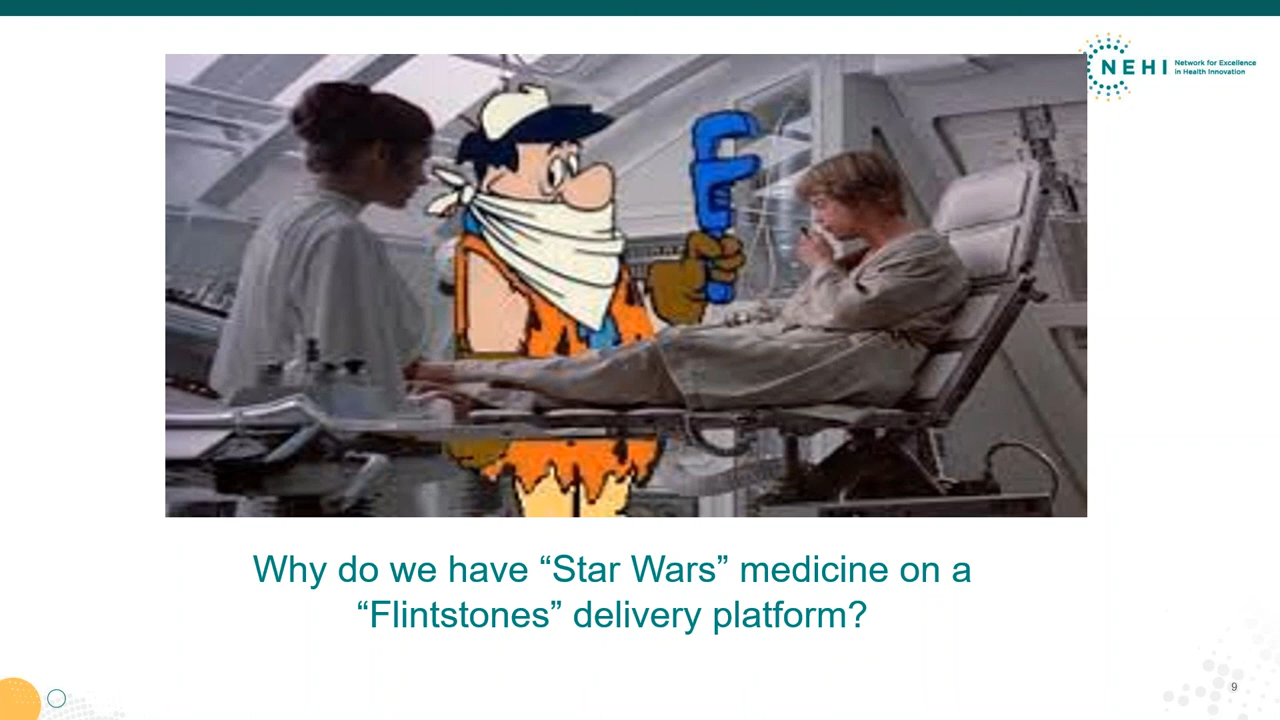 NEHI
Network for Excellence
in Health Innovation
Why do we have “Star Wars” medicine on a
“Flintstones” delivery platform?
9